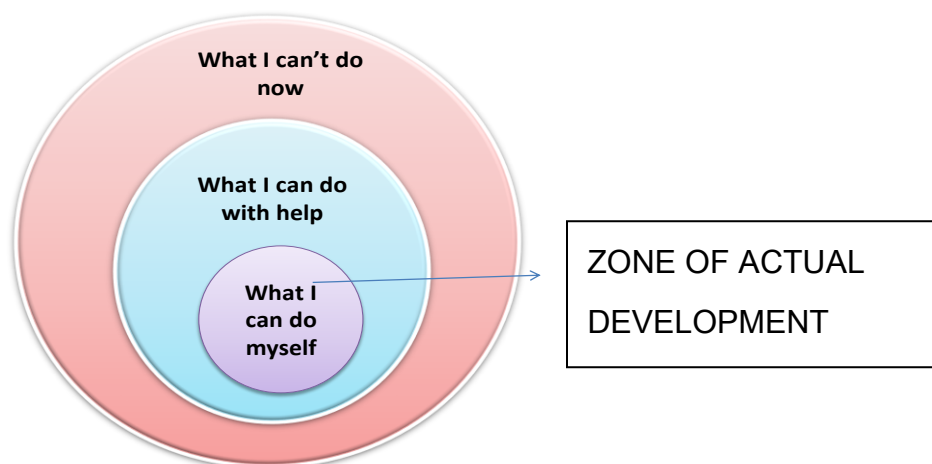 What I can't do
now
What I can do
with help
What I
can do
myself
ZONE OF ACTUAL
DEVELOPMENT